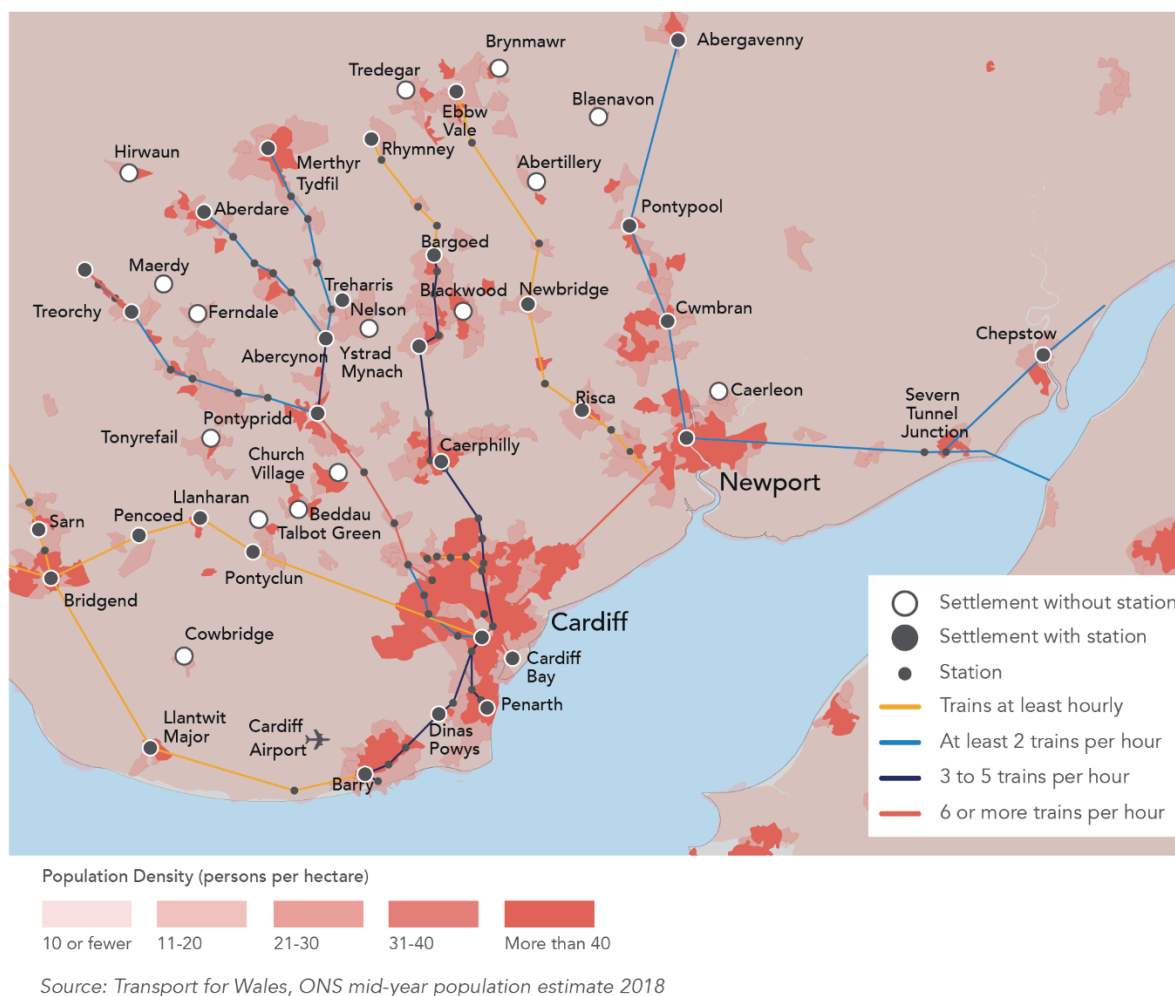 Abergavenny
Brynmawr
Tredegar
Ebbw
Vale
Blaenavon
Rhymney
Hirwaun
Merthyr
Tydfil
Abertillery
Aberdare
Pontypool
Bargoed
Maerdy
Treharris
Blackwood
Newbridge
Treorchy
Ferndale
Nelson
Cwmbran
Chepstow
Abercynon
Ystrad
Mynach
Caerleon
Risca
Severn
Tunnel
Junction
Pontypridd
Tonyrefail
Church
Village
Caerphilly
Newport
Llanharan
Beddau
Sarn
Pencoed
Talbot Green
Pontyclun
Bridgend
Cardiff
Cowbridge
Cardiff
Bay
Penarth
Llantwit
Major
Cardiff
Airport
Dinas
Powys
Barry
Settlement without station
Settlement with station
Station
Trains at least hourly
At least 2 trains per hour
3 to 5 trains per hour
6 or more trains per hour
Population Density (persons per hectare)
10 or fewer
11-20
21-30
31-40
More than 40
Source: Transport for Wales, ONS mid-year population estimate 2018